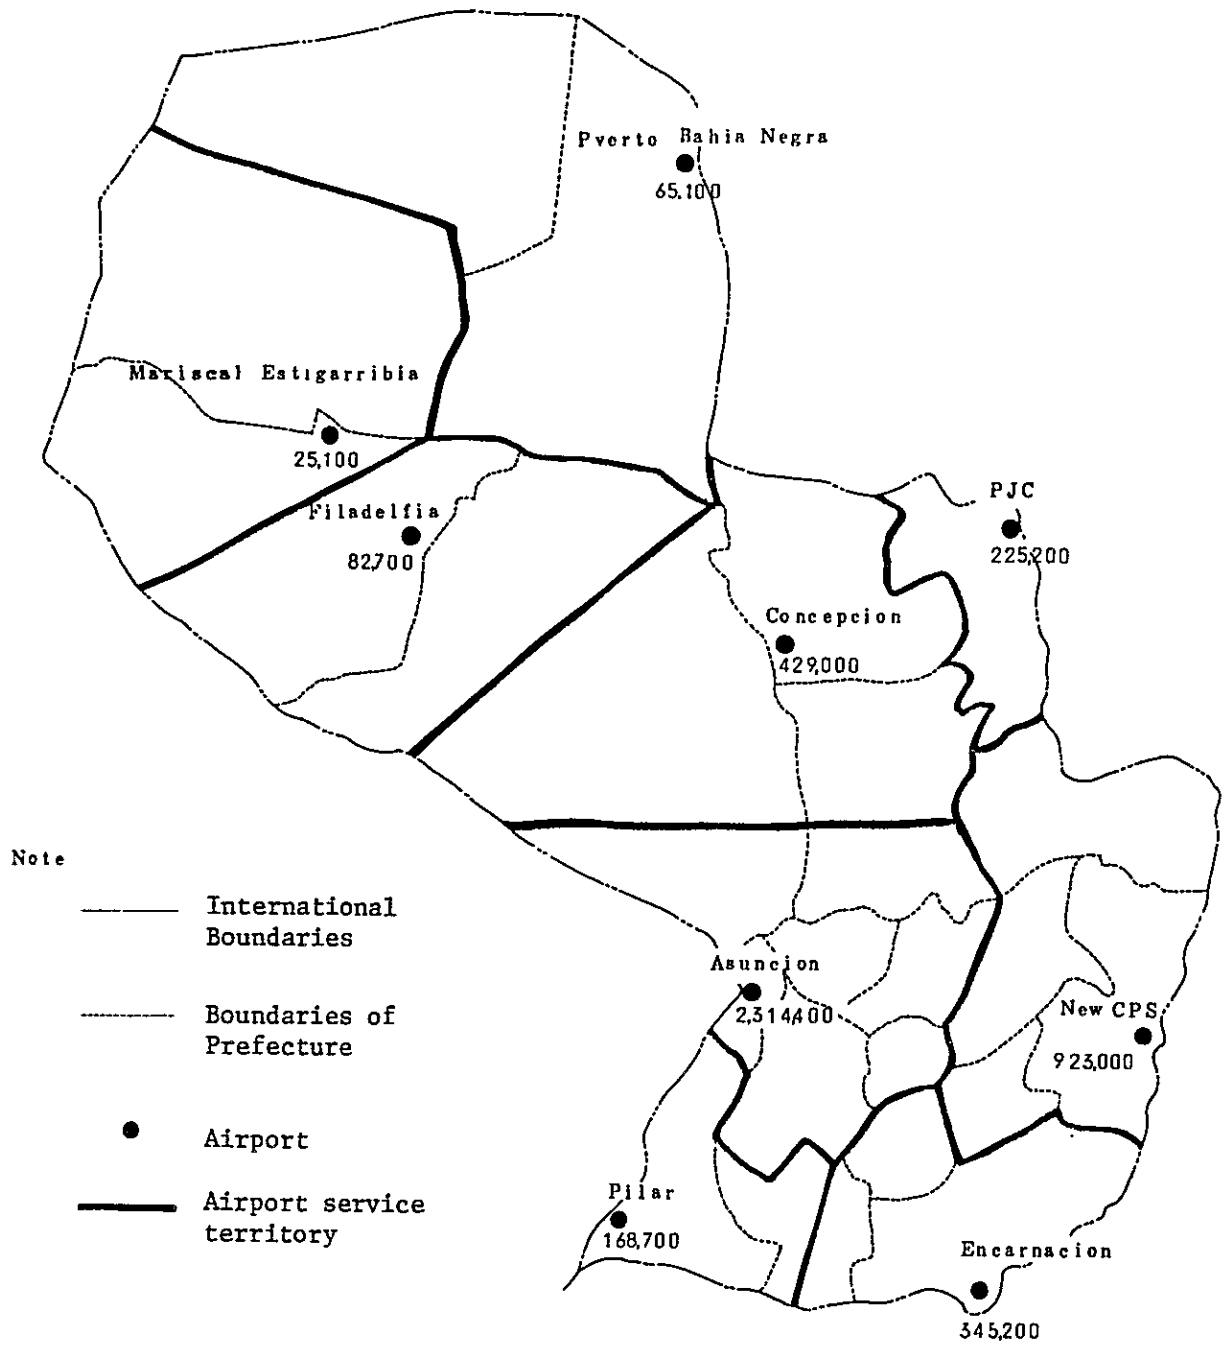 Pverto Bahia Negra
65.100
Mariscal Estigarribia
25,100
Filadelfia
82,700
PJC
225,200
Concepcion
429,000
Note
International
Boundaries
Boundaries of
Prefecture
Airport
Airport service
territory
Asuncion
2,314,400
New CPS
923,000
Pilar
168,700
Encarnacion
345,200